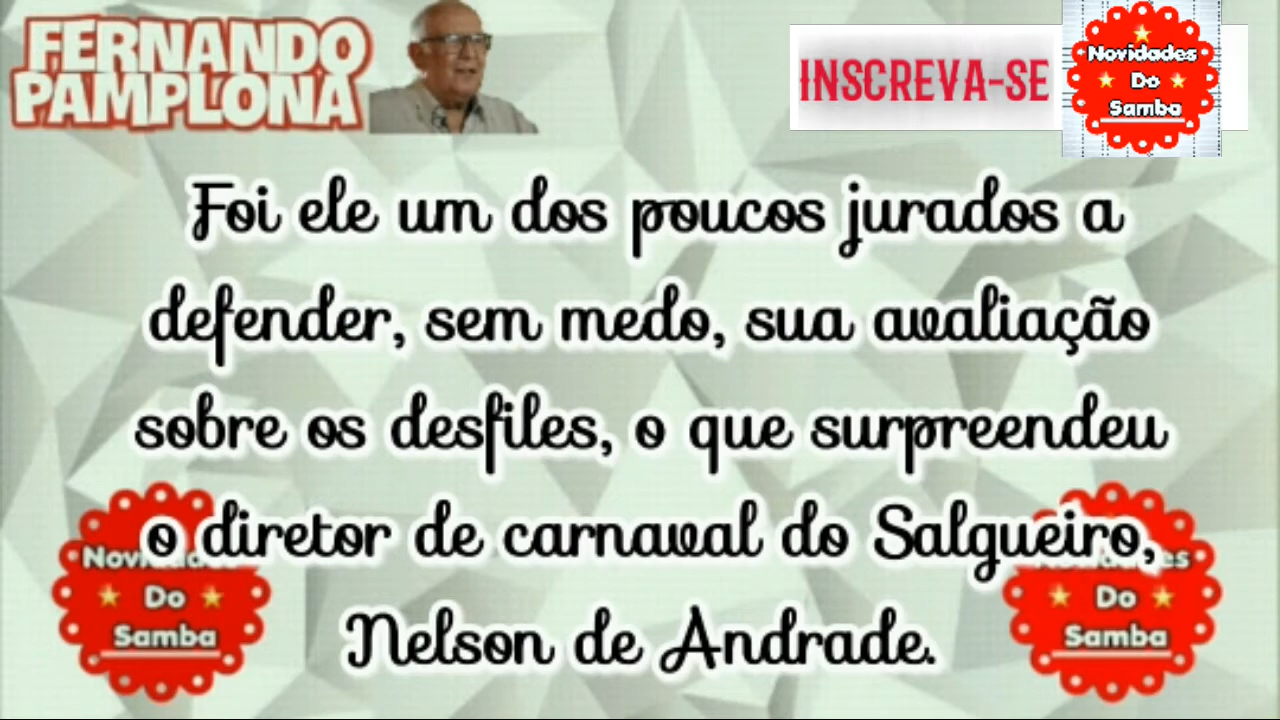 FERNANDO
PAMPLONA
INSCREVA-SE
Novidades
Do
Samba
Foi ele um dos poucos jurados a
defender, sem medo, sua avaliação
sobre os desfiles, o que surpreendeu
o diretor de carnaval do Salgueiro,
Nelson de Andrade.
Do
Samba
Do
Samba